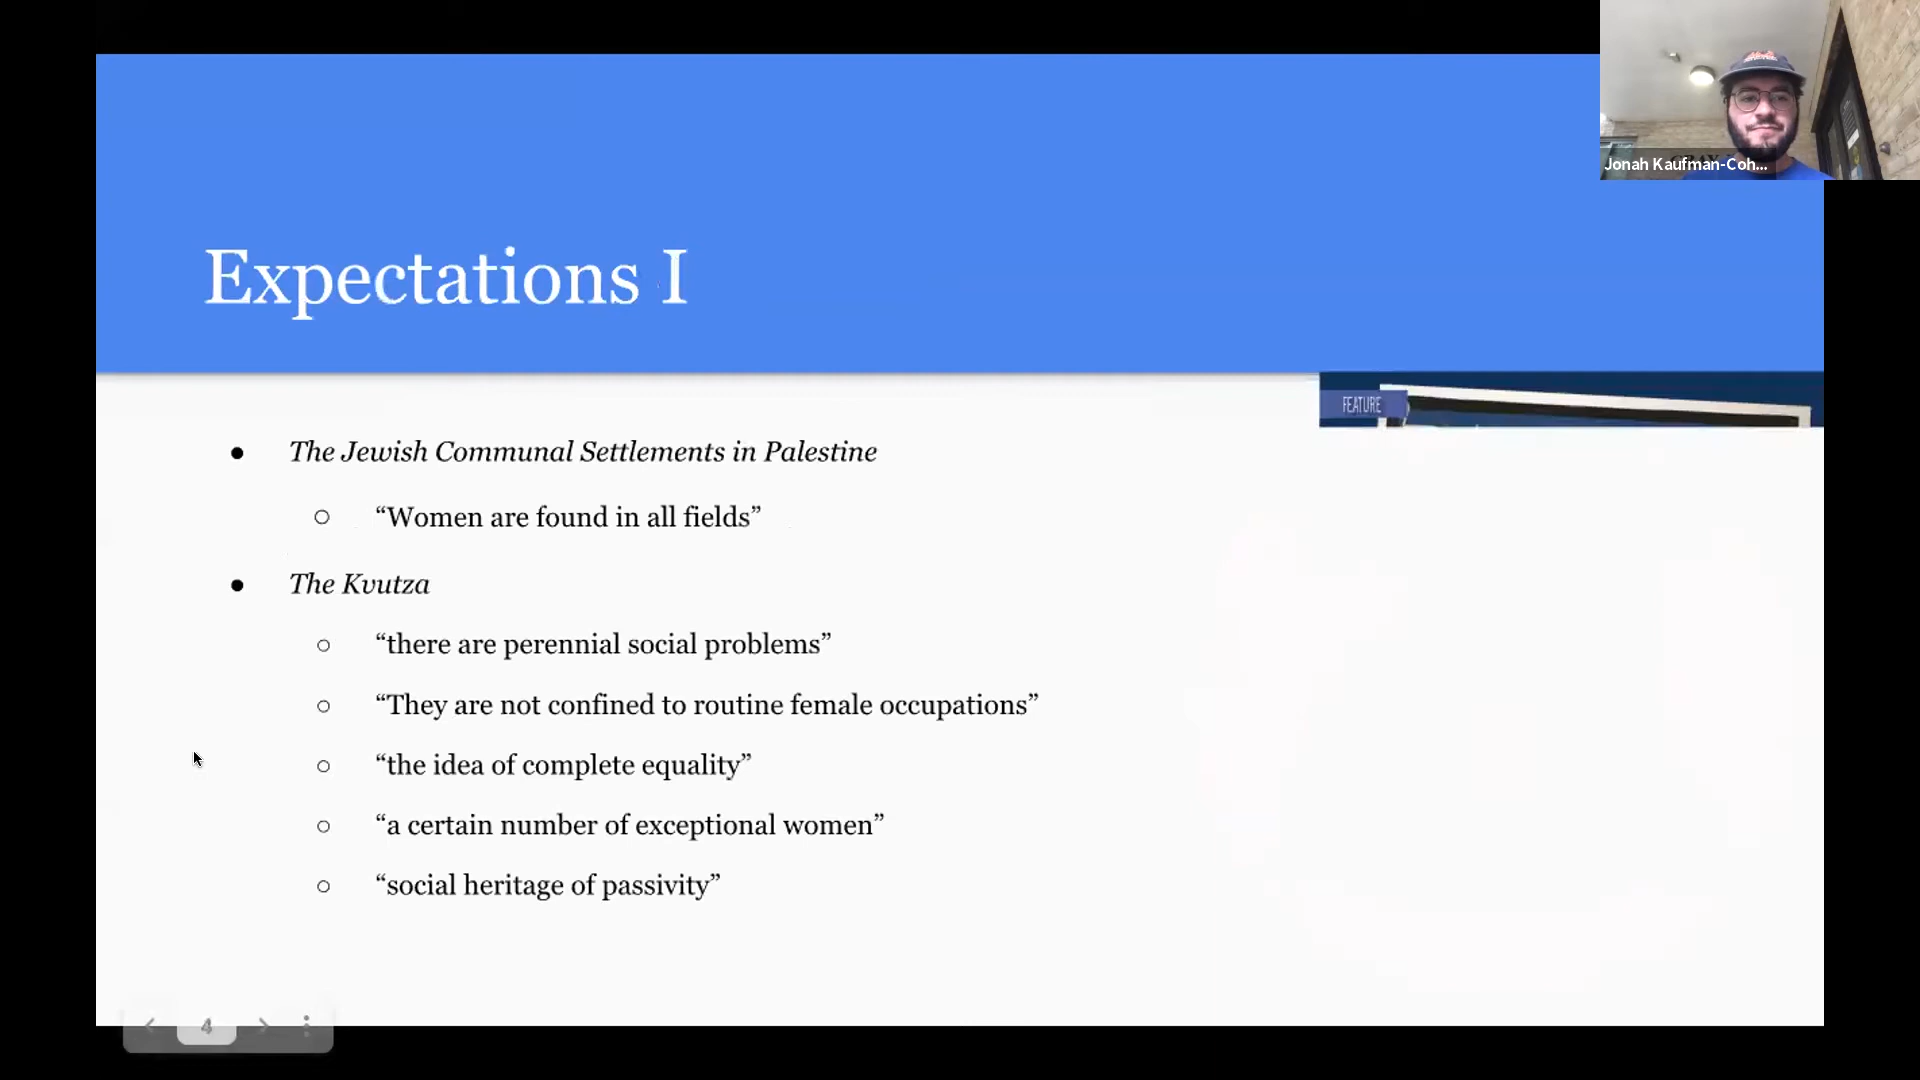 Expectations I
Jonah Kaufman-Coh...
FEATURE
● The Jewish Communal Settlements in Palestine
○ “Women are found in all fields”
● The Kvutza
○ “there are perennial social problems”
○ “They are not confined to routine female occupations”
○ “the idea of complete equality”
○ “a certain number of exceptional women”
○ “social heritage of passivity”
4